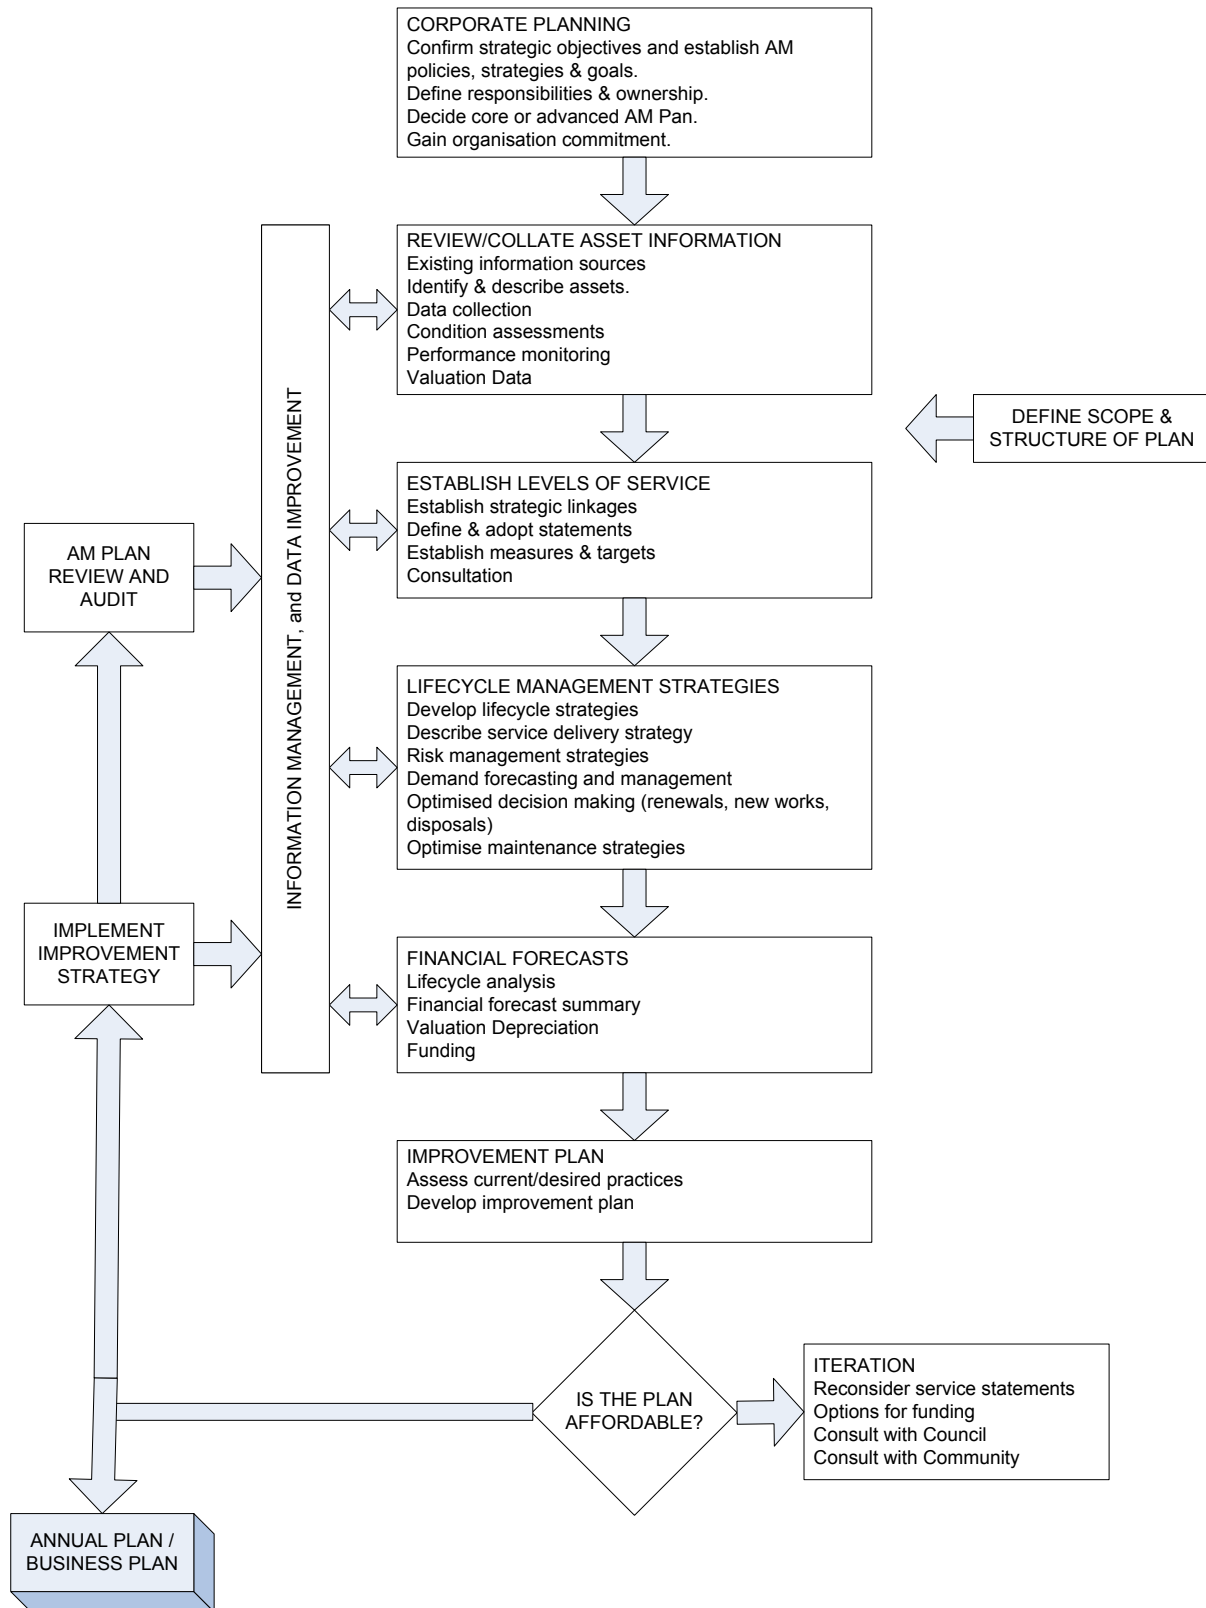 CORPORATE PLANNING
Confirm strategic objectives and establish AM
policies, strategies & goals.
Define responsibilities & ownership.
Decide core or advanced AM Pan.
Gain organisation commitment.
REVIEW/COLLATE ASSET INFORMATION
Existing information sources
Identify & describe assets.
Data collection
Condition assessments
Performance monitoring
Valuation Data
DEFINE SCOPE &
STRUCTURE OF PLAN
INFORMATION MANAGEMENT, and DATA IMPROVEMENT
ESTABLISH LEVELS OF SERVICE
Establish strategic linkages
Define & adopt statements
Establish measures & targets
Consultation
AM PLAN
REVIEW AND
AUDIT
LIFECYCLE MANAGEMENT STRATEGIES
Develop lifecycle strategies
Describe service delivery strategy
Risk management strategies
Demand forecasting and management
Optimised decision making (renewals, new works,
disposals)
Optimise maintenance strategies
IMPLEMENT
IMPROVEMENT
STRATEGY
FINANCIAL FORECASTS
Lifecycle analysis
Financial forecast summary
Valuation Depreciation
Funding
IMPROVEMENT PLAN
Assess current/desired practices
Develop improvement plan
IS THE PLAN
AFFORDABLE?
ITERATION
Reconsider service statements
Options for funding
Consult with Council
Consult with Community
ANNUAL PLAN /
BUSINESS PLAN